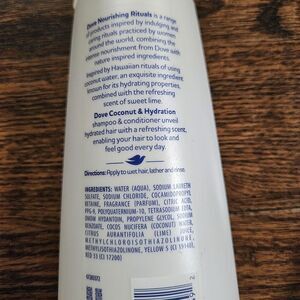 Dove Nourishing Rituals is a range
of products inspired by indulging and
caring rituals practiced by women
around the world, combining the
intense nourishment from Dove with
nature inspired ingredients.
Inspired by Hawaiian rituals of using
coconut water, an exquisite ingredient
known for its hydrating properties,
combined with the refreshing
scent of sweet lime.
Dove Coconut & Hydration
shampoo & conditioner unveil
hydrated hair with a refreshing scent,
enabling your hair to look and
feel good every day.
Directions: Apply to wet hair, lather and rinse.
INGREDIENTS: WATER (AQUA), SODIUM LAURETH
SULFATE, SODIUM CHLORIDE, COCAMIDOPROPYL
BETAINE, FRAGRANCE (PARFUM), CITRIC ACID,
PPG-9, POLYQUATERNIUM-10, TETRASODIUM EDTA,
DMDM HYDANTOIN, PROPYLENE GLYCOL, SODIUM
BENZOATE, COCOS NUCIFERA (COCONUT) WATER,
CITRUS AURANTIFOLIA (LIME) JUICE,
METHYLCHLOROISOTHIAZOLINONE,
METHYLISOTHIAZOLINONE, YELLOW 5 (CI 19140),
RED 33 (CI 17200)